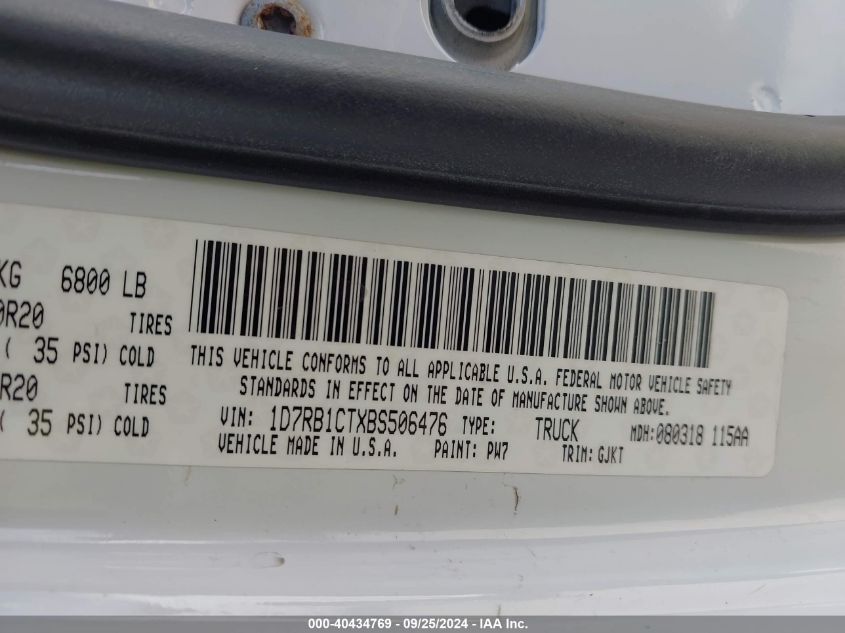 KG 6800 LB
0R20 TIRES
( 35 PSI) COLD
R20 TIRES
( 35 PSI) COLD
THIS VEHICLE CONFORMS TO ALL APPLICABLE U.S.A. FEDERAL MOTOR VEHICLE SAFETY
STANDARDS IN EFFECT ON THE DATE OF MANUFACTURE SHOWN ABOVE.
VIN: 1D7RB1CTXBS506476 TYPE: TRUCK MDH:080318 115AA
VEHICLE MADE IN U.S.A. PAINT: PW7 TRIM:GJKT
000-40434769 - 09/25/2024 - IAA Inc.